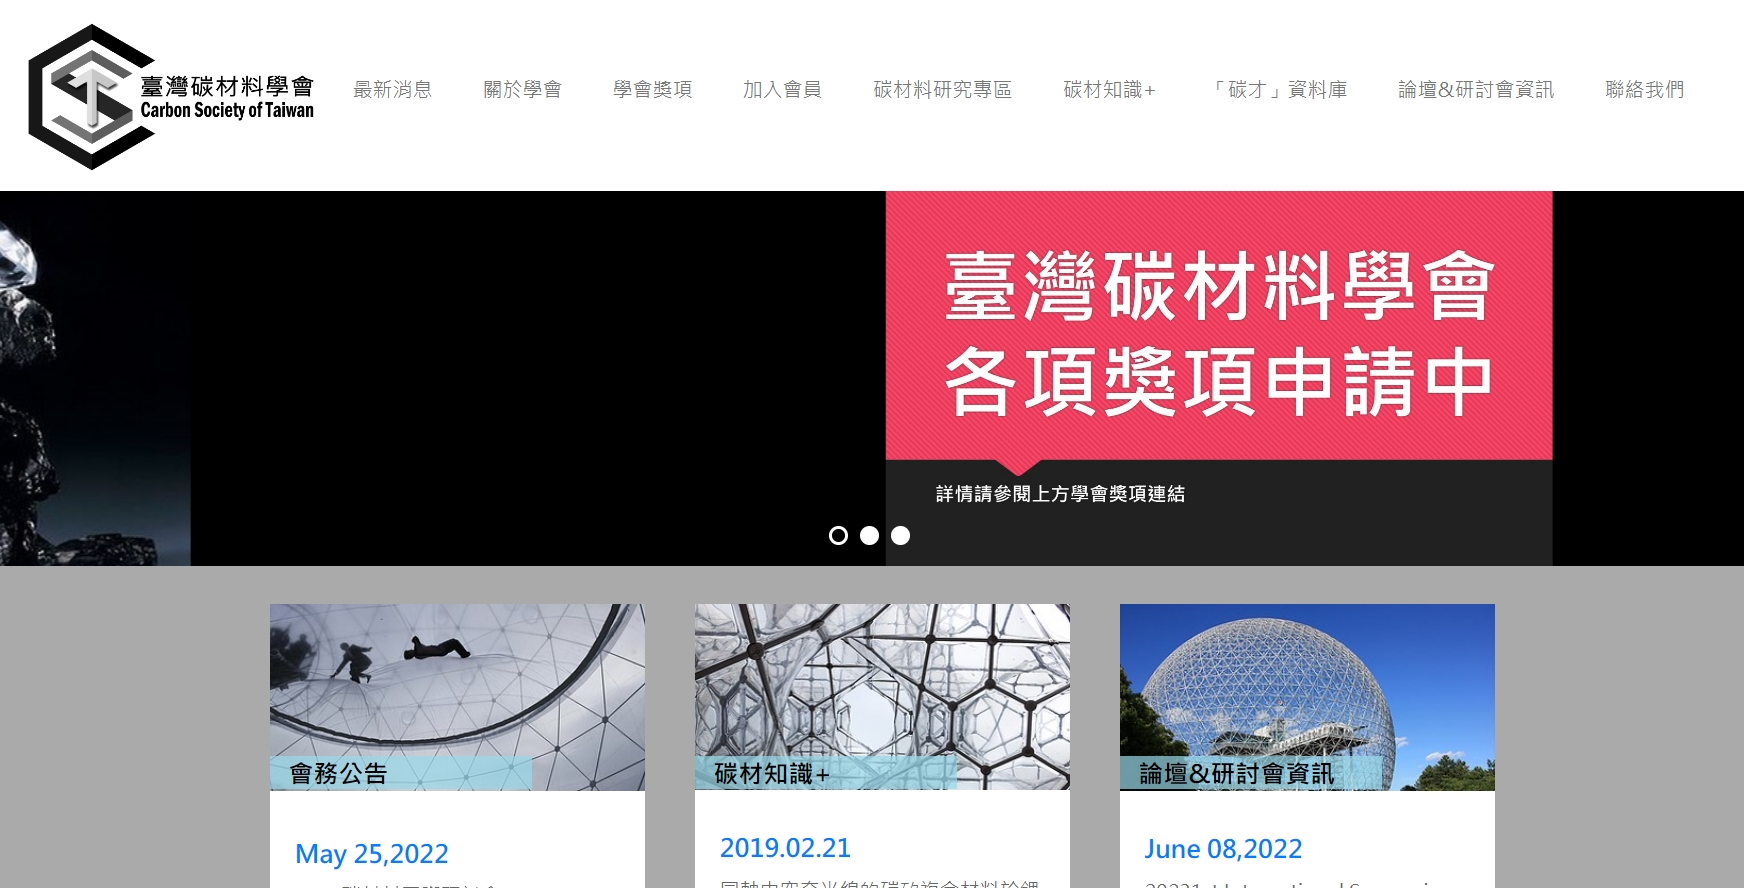 臺灣碳材料學會
Carbon Society of Taiwan
最新消息 關於學會 學會獎項 加入會員 碳材料研究專區 碳材知識+ 「碳才」資料庫 論壇&研討會資訊 聯絡我們
臺灣碳材料學會
各項獎項申請中
詳情請參閱上方學會獎項連結
會務公告
碳材知識+
論壇&研討會資訊
May 25,2022
2019.02.21
June 08,2022